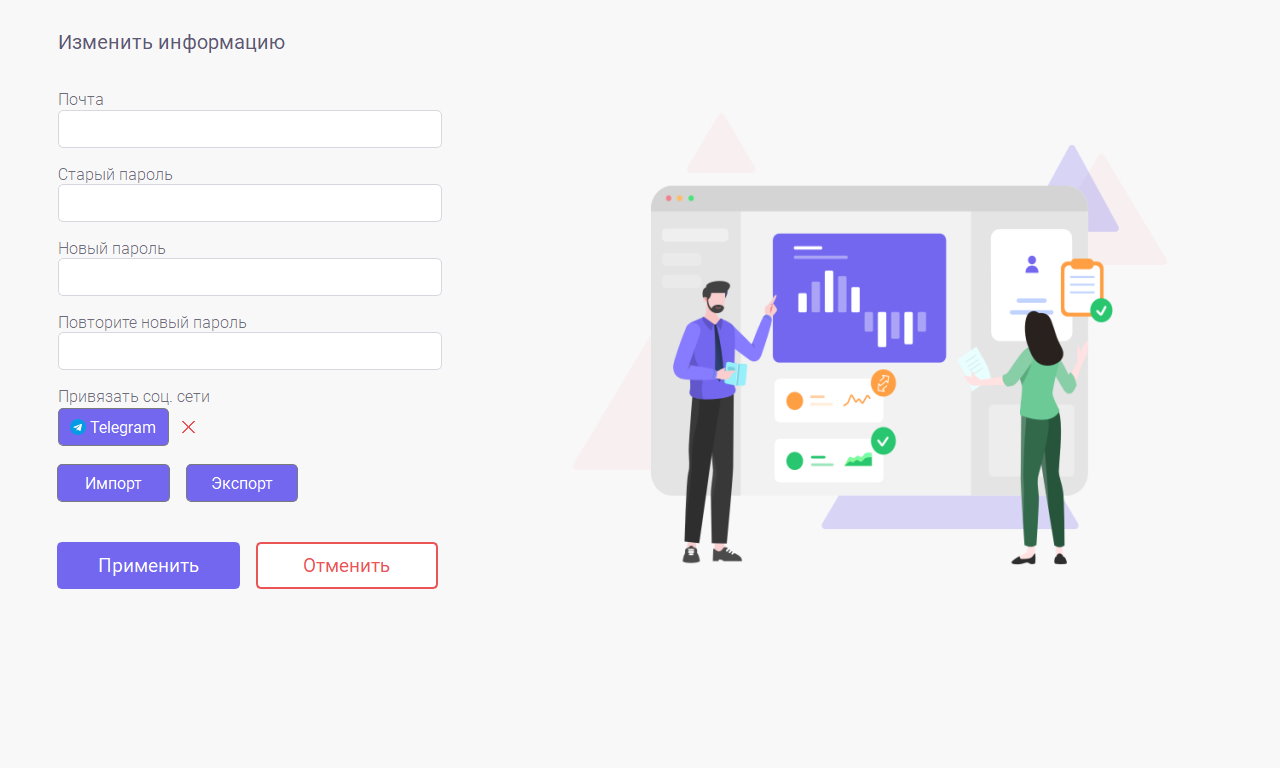 Изменить информацию
Почта
Старый пароль
Новый пароль
Повторите новый пароль
Привязать соц. сети
Telegram
Импорт Экспорт
Применить Отменить